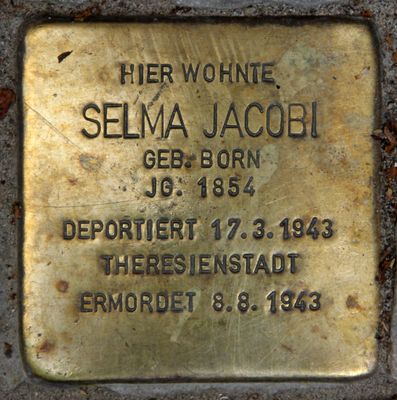 HIER WOHNTE
SELMA JACOBI
GEB. BORN
JG. 1854
DEPORTIERT 17.3.1943
THERESIENSTADT
ERMORDET 8.8.1943